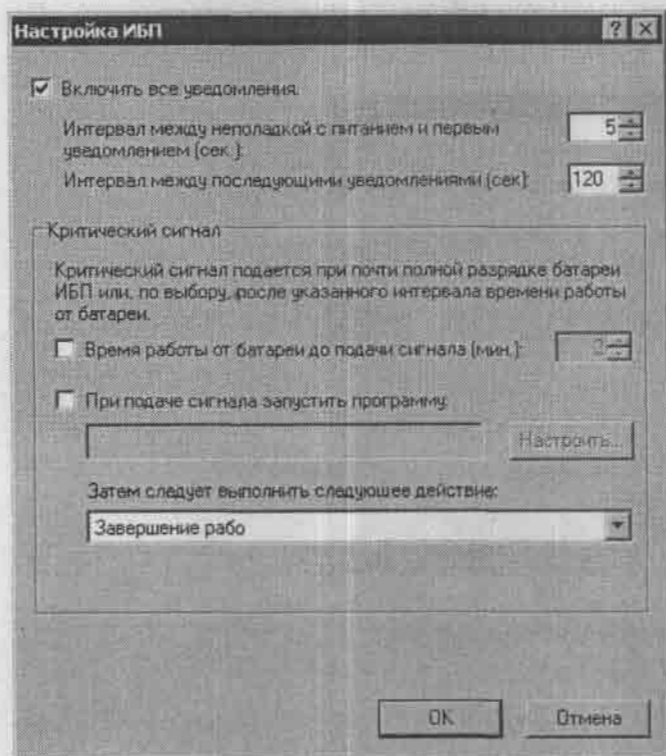 Настройка ИБП
Включить все уведомления.
Интервал между неполадкой с питанием и первым
уведомлением (сек.):
5
Интервал между последующими уведомлениями (сек):
120
Критический сигнал
Критический сигнал подается при почти полной разрядке батареи
ИБП или, по выбору, после указанного интервала времени работы
от батареи.
Время работы от батареи до подачи сигнала (мин.):
2
При подаче сигнала запустить программу:
Настроить...
Затем следует выполнить следующее действие:
Завершение рабо
OK
Отмена